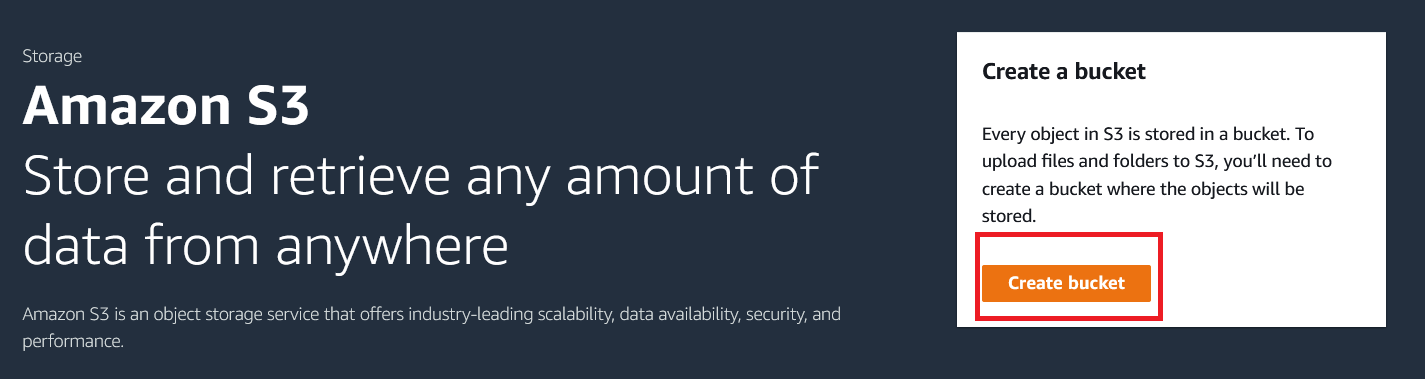 Storage
Amazon S3
Store and retrieve any amount of
data from anywhere
Amazon S3 is an object storage service that offers industry-leading scalability, data availability, security, and
performance.
Create a bucket
Every object in S3 is stored in a bucket. To
upload files and folders to S3, you’ll need to
create a bucket where the objects will be
stored.
Create bucket